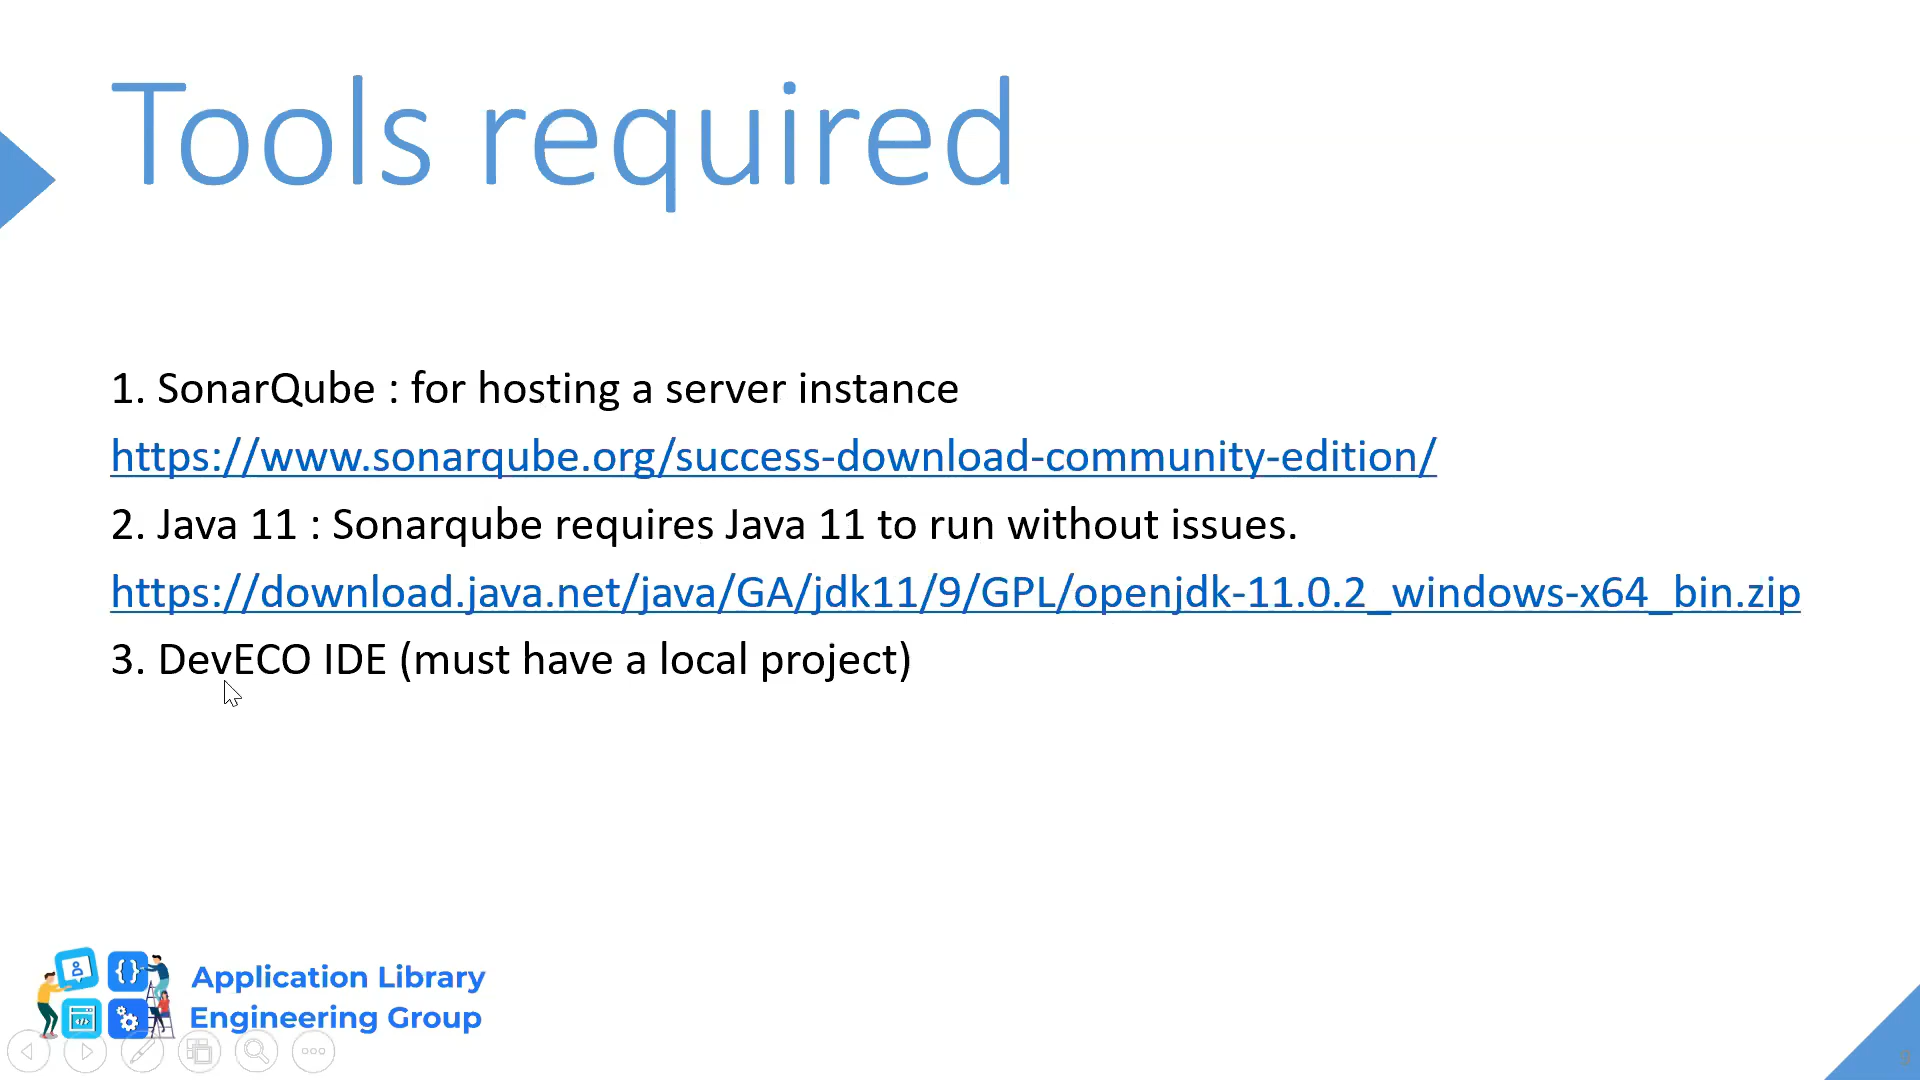 Tools required
1. SonarQube : for hosting a server instance
https://www.sonarqube.org/success-download-community-edition/
2. Java 11 : Sonarqube requires Java 11 to run without issues.
https://download.java.net/java/GA/jdk11/9/GPL/openjdk-11.0.2_windows-x64_bin.zip
3. DevECO IDE (must have a local project)
Application Library
Engineering Group